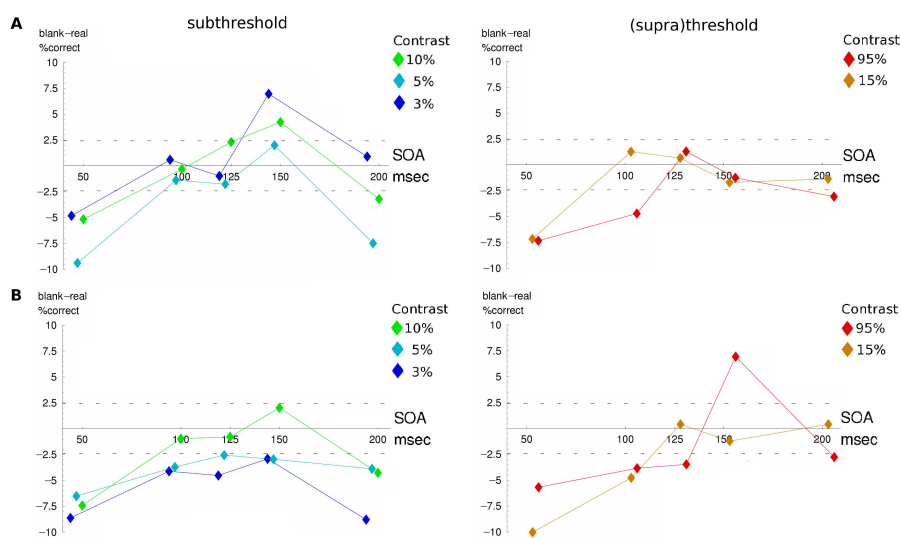 A
subthreshold
(supra)threshold
blank−real
%correct
10
7.5
5
2.5
−2.5
−5
−7.5
−10
50
100
125
150
200
SOA
msec
Contrast
10%
5%
3%
blank−real
%correct
10
7.5
5
2.5
−2.5
−5
−7.5
−10
50
100
125
150
200
SOA
msec
Contrast
95%
15%
B
blank−real
%correct
10
7.5
5
2.5
−2.5
−5
−7.5
−10
50
100
125
150
200
SOA
msec
Contrast
10%
5%
3%
blank−real
%correct
10
7.5
5
2.5
−2.5
−5
−7.5
−10
50
100
125
150
200
SOA
msec
Contrast
95%
15%